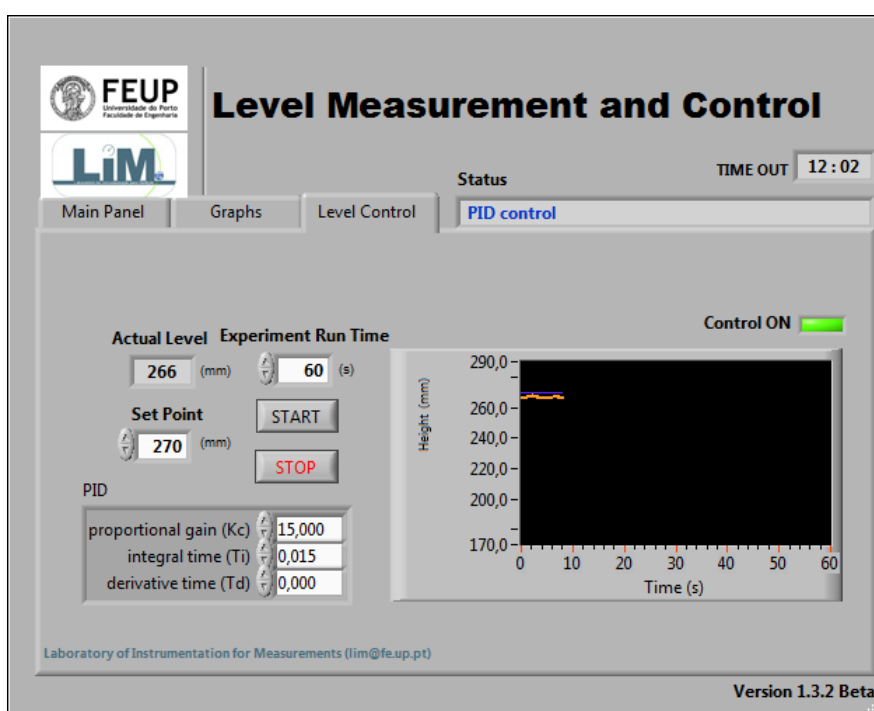 FEUP
Universidade do Porto
Faculdade de Engenharia
Level Measurement and Control
LiM
Status
TIME OUT 12:02
Main Panel Graphs Level Control
PID control
Control ON
Actual Level Experiment Run Time
266 (mm) 60 (s)
Set Point START
270 (mm)
STOP
PID
proportional gain (Kc) 15,000
integral time (Ti) 0,015
derivative time (Td) 0,000
Height (mm)
290,0
260,0
240,0
220,0
200,0
170,0
0 10 20 30 40 50 60
Time (s)
Laboratory of Instrumentation for Measurements (lim@fe.up.pt)
Version 1.3.2 Beta